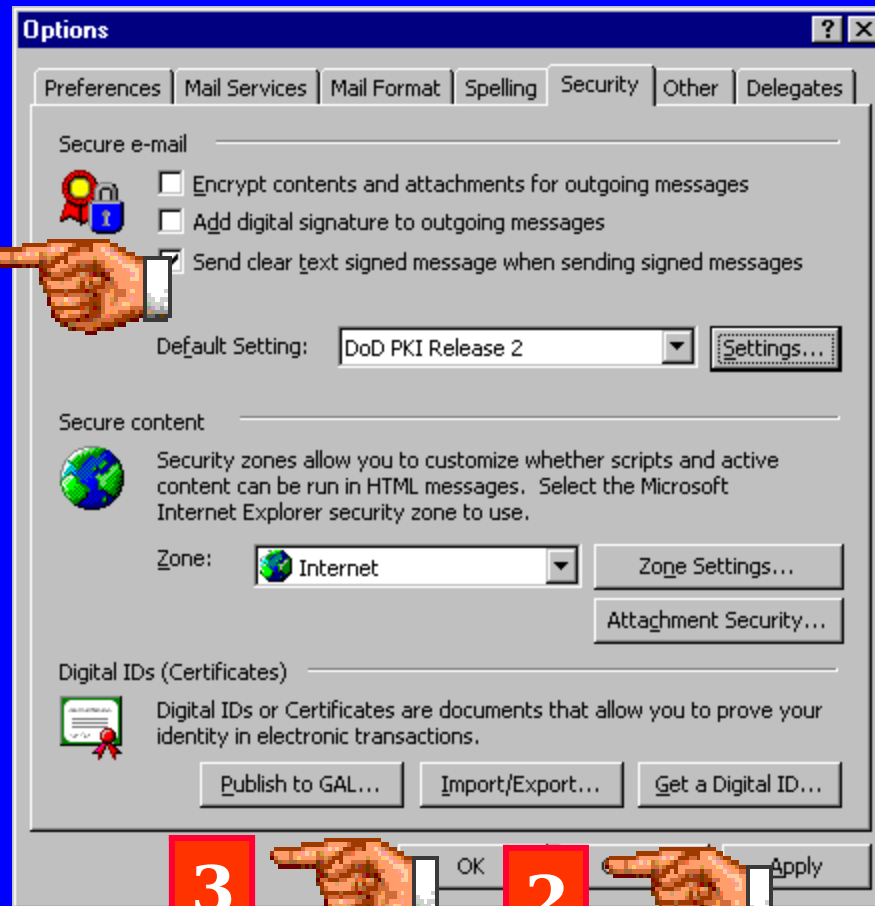 Options
Preferences Mail Services Mail Format Spelling Security Other Delegates
Secure e-mail
Encrypt contents and attachments for outgoing messages
Add digital signature to outgoing messages
Send clear text signed message when sending signed messages
Default Setting: DoD PKI Release 2 Settings...
Secure content
Security zones allow you to customize whether scripts and active
content can be run in HTML messages. Select the Microsoft
Internet Explorer security zone to use.
Zone: Internet Zone Settings...
Attachment Security...
Digital IDs (Certificates)
Digital IDs or Certificates are documents that allow you to prove your
identity in electronic transactions.
Publish to GAL... Import/Export... Get a Digital ID...
3 OK 2 Apply